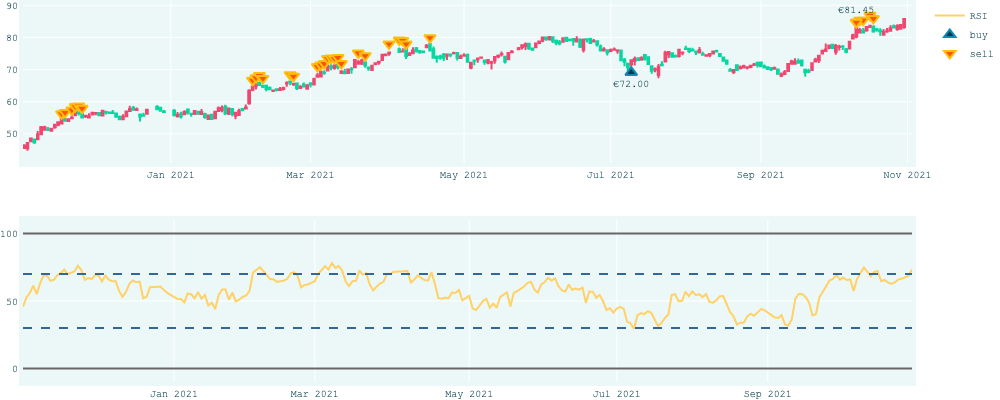 90
80
70
60
50
€81.45
€72.00
RSI
buy
sell
Jan 2021
Mar 2021
May 2021
Jul 2021
Sep 2021
Nov 2021
100
50
0
Jan 2021
Mar 2021
May 2021
Jul 2021
Sep 2021